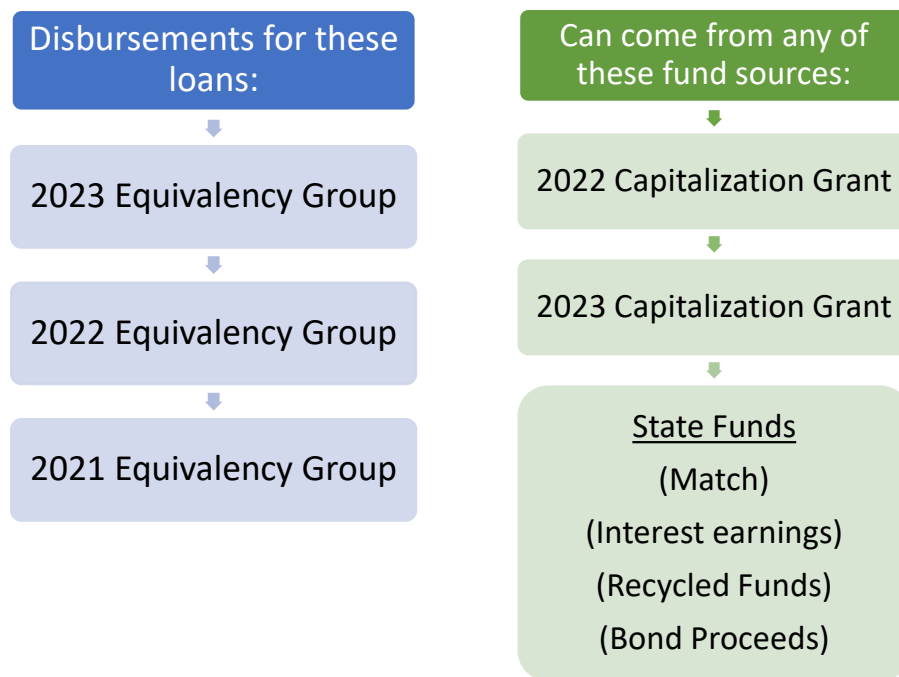 Disbursements for these
loans:
2023 Equivalency Group
2022 Equivalency Group
2021 Equivalency Group
Can come from any of
these fund sources:
2022 Capitalization Grant
2023 Capitalization Grant
State Funds
(Match)
(Interest earnings)
(Recycled Funds)
(Bond Proceeds)